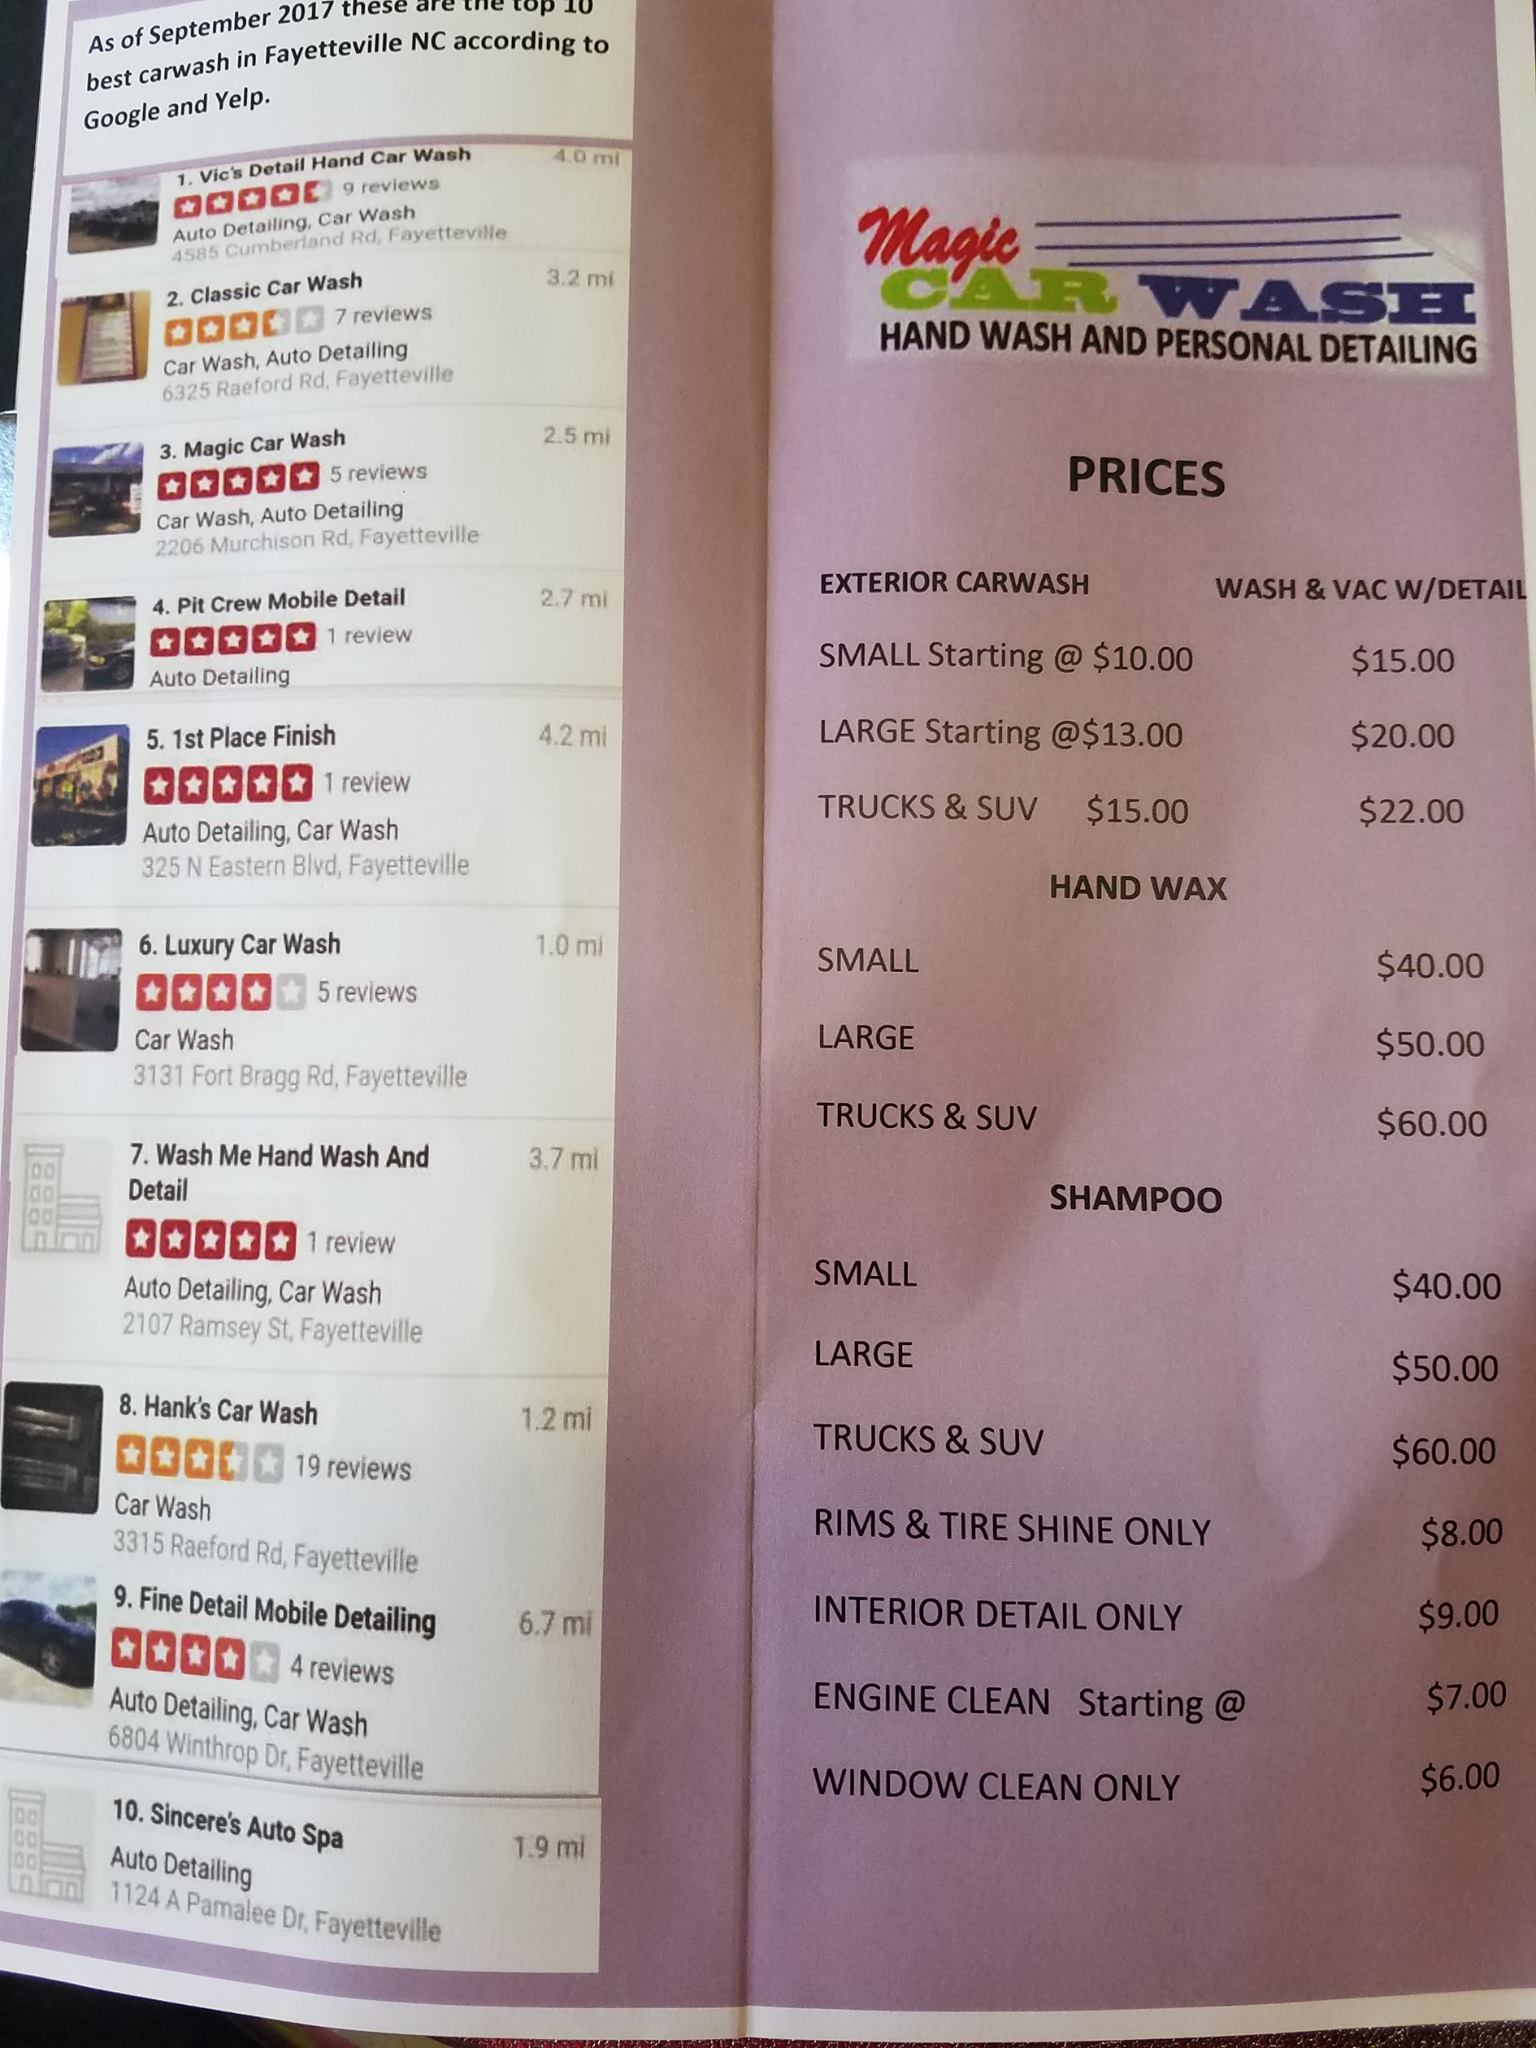 As of September 2017 these are the top 10
best carwash in Fayetteville NC according to
Google and Yelp.
1. Vic's Detail Hand Car Wash 4.0 mi
9 reviews
Auto Detailing, Car Wash
4585 Cumberland Rd, Fayetteville
2. Classic Car Wash 3.2 mi
7 reviews
Car Wash, Auto Detailing
6325 Raeford Rd, Fayetteville
3. Magic Car Wash 2.5 mi
5 reviews
Car Wash, Auto Detailing
2206 Murchison Rd, Fayetteville
4. Pit Crew Mobile Detail 2.7 mi
1 review
Auto Detailing
5. 1st Place Finish 4.2 mi
1 review
Auto Detailing, Car Wash
325 N Eastern Blvd, Fayetteville
6. Luxury Car Wash 1.0 mi
5 reviews
Car Wash
3131 Fort Bragg Rd, Fayetteville
7. Wash Me Hand Wash And 3.7 mi
Detail
1 review
Auto Detailing, Car Wash
2107 Ramsey St, Fayetteville
8. Hank's Car Wash 1.2 mi
19 reviews
Car Wash
3315 Raeford Rd, Fayetteville
9. Fine Detail Mobile Detailing 6.7 mi
4 reviews
Auto Detailing, Car Wash
6804 Winthrop Dr, Fayetteville
10. Sincere's Auto Spa 1.9 mi
Auto Detailing
1124 A Pamalee Dr, Fayetteville
Magic
CAR WASH
HAND WASH AND PERSONAL DETAILING
PRICES
EXTERIOR CARWASH WASH & VAC W/DETAIL
SMALL Starting @ $10.00 $15.00
LARGE Starting @$13.00 $20.00
TRUCKS & SUV $15.00 $22.00
HAND WAX
SMALL $40.00
LARGE $50.00
TRUCKS & SUV $60.00
SHAMPOO
SMALL $40.00
LARGE $50.00
TRUCKS & SUV $60.00
RIMS & TIRE SHINE ONLY $8.00
INTERIOR DETAIL ONLY $9.00
ENGINE CLEAN Starting @ $7.00
WINDOW CLEAN ONLY $6.00